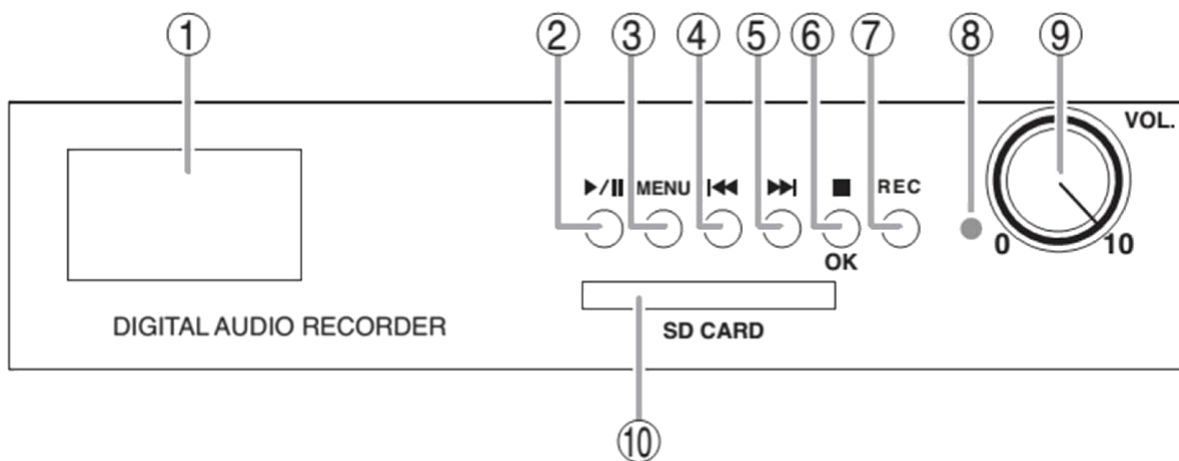 ① ② ③ ④ ⑤ ⑥ ⑦ ⑧ ⑨
VOL.
▶/⏸ MENU ⏮ ⏭ ■ REC
0 10
OK
DIGITAL AUDIO RECORDER
SD CARD
⑩